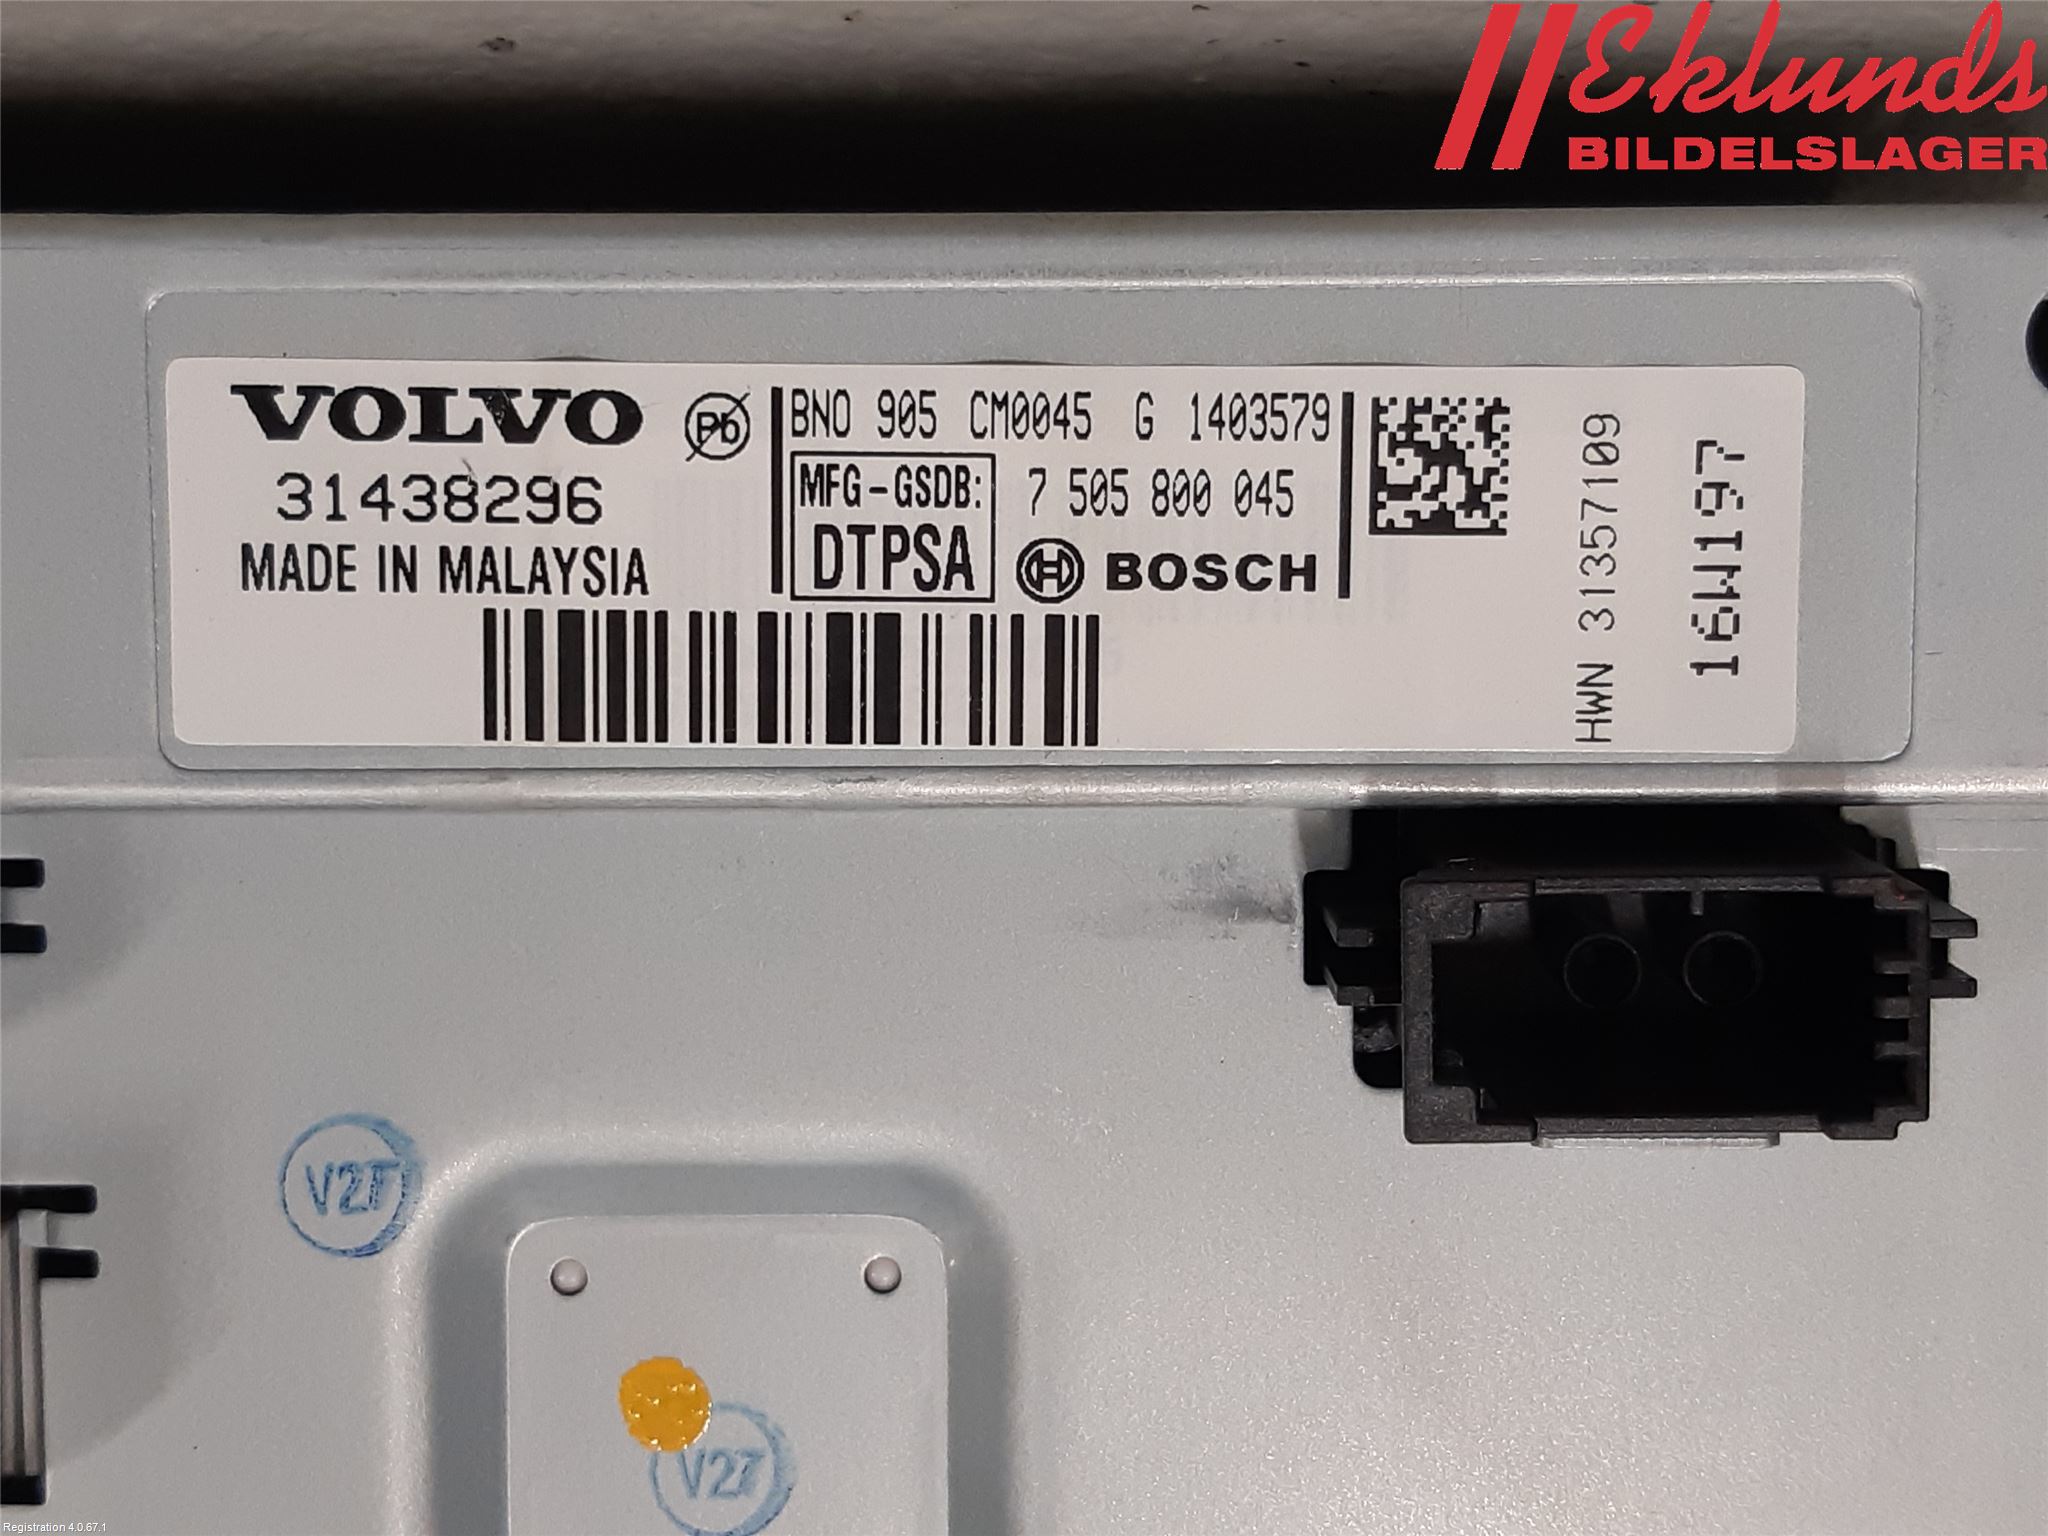 Eklunds
BILDELSLAGER
VOLVO
Pb
31438296
MADE IN MALAYSIA
BNO 905 CM0045 G 1403579
MFG-GSDB:
DTPSA
7 505 800 045
BOSCH
HWN 31357109
16W197
V2T
V2T
Registration 4.0.67.1